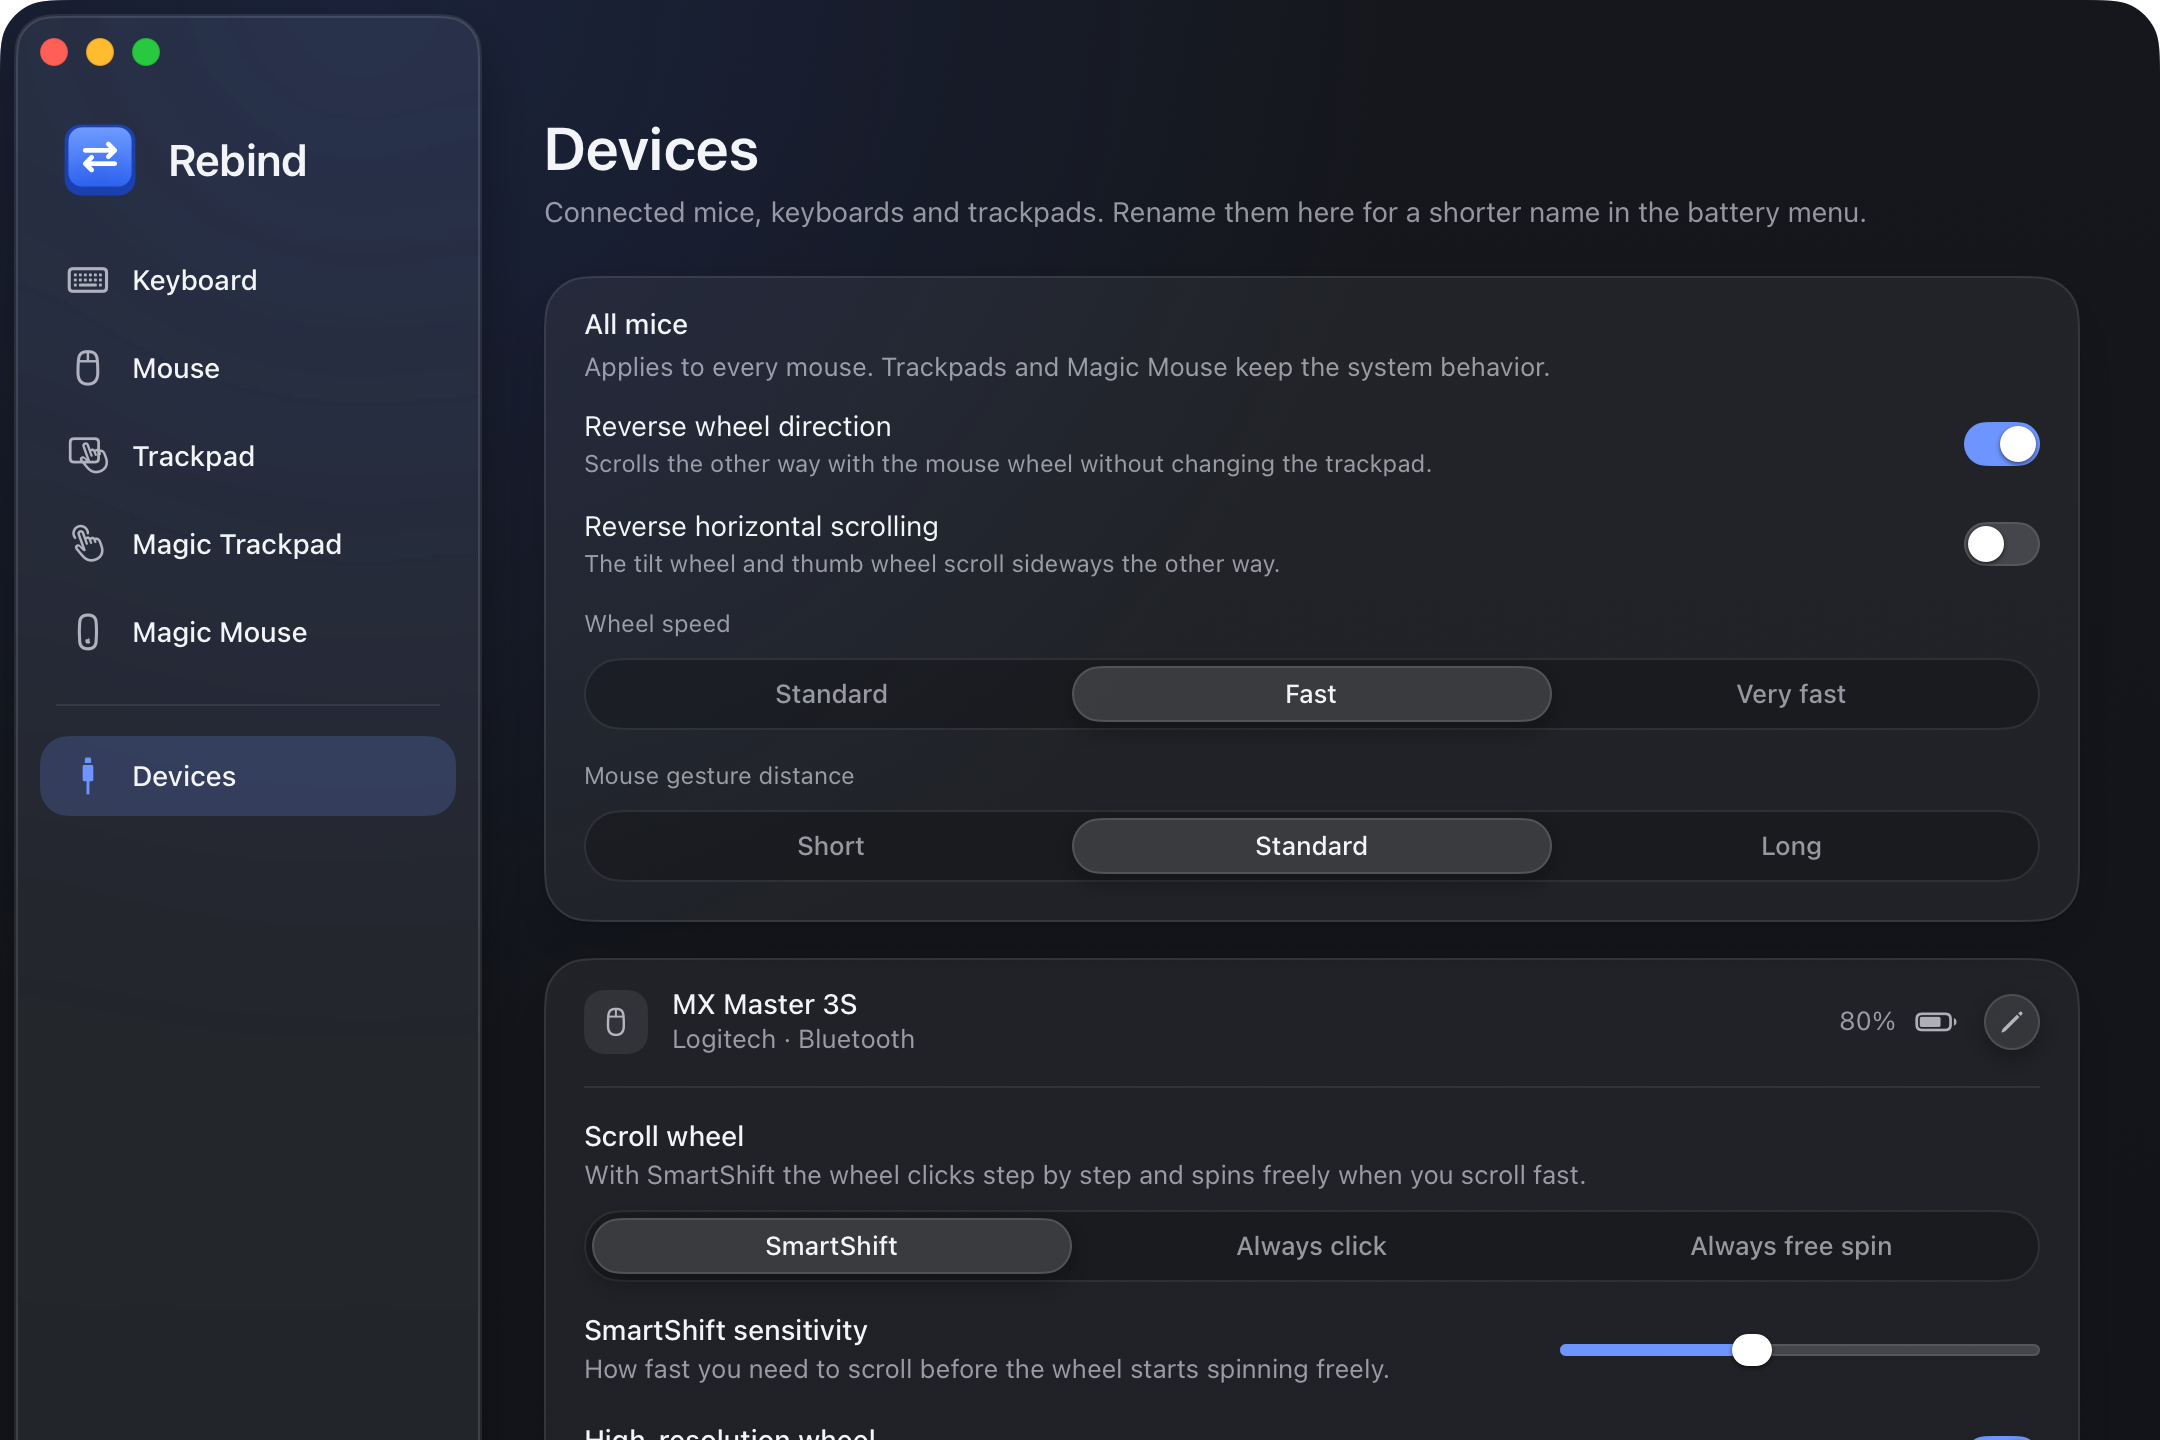 Rebind
Keyboard
Mouse
Trackpad
Magic Trackpad
Magic Mouse
Devices
Devices
Connected mice, keyboards and trackpads. Rename them here for a shorter name in the battery menu.
All mice
Applies to every mouse. Trackpads and Magic Mouse keep the system behavior.
Reverse wheel direction
Scrolls the other way with the mouse wheel without changing the trackpad.
Reverse horizontal scrolling
The tilt wheel and thumb wheel scroll sideways the other way.
Wheel speed
Standard Fast Very fast
Mouse gesture distance
Short Standard Long
MX Master 3S
Logitech · Bluetooth
80%
Scroll wheel
With SmartShift the wheel clicks step by step and spins freely when you scroll fast.
SmartShift Always click Always free spin
SmartShift sensitivity
How fast you need to scroll before the wheel starts spinning freely.
High-resolution wheel